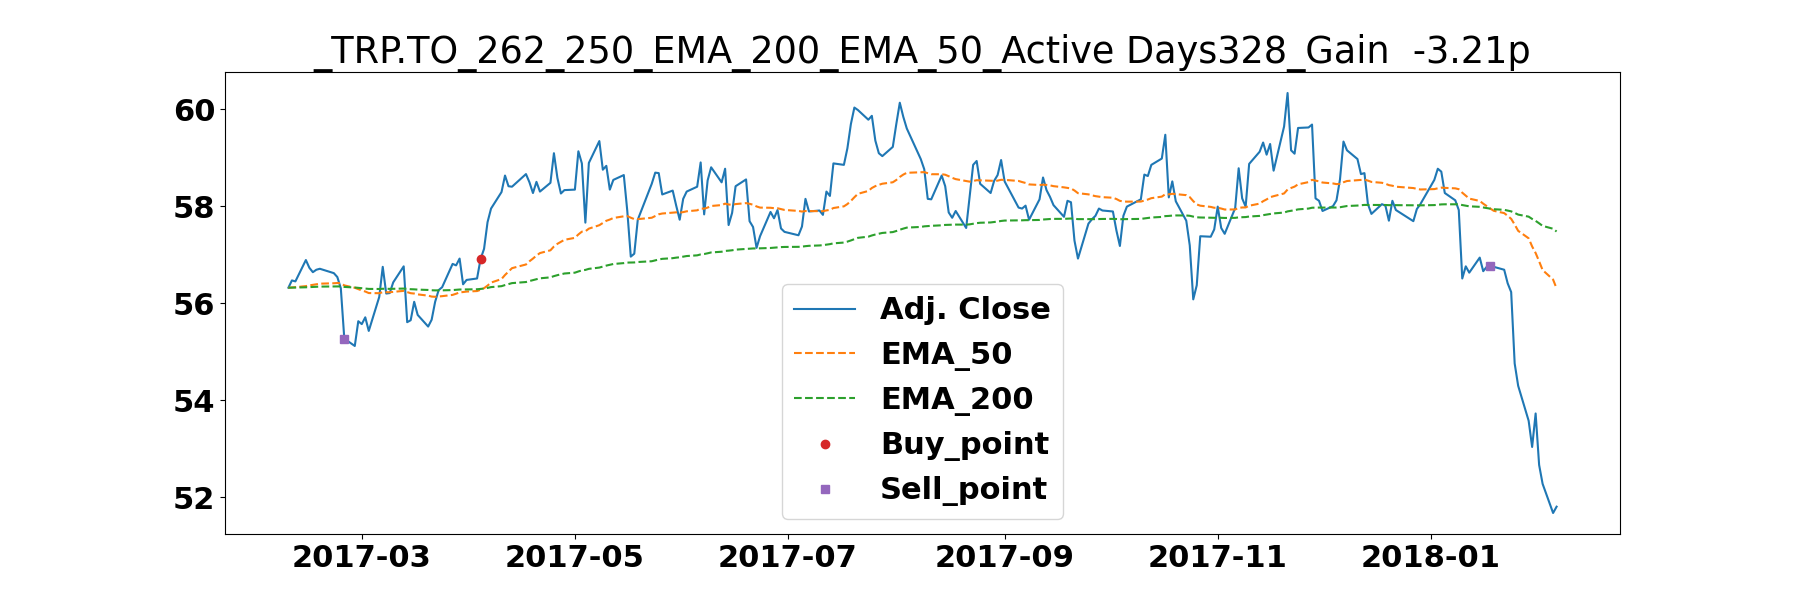 _TRP.TO_262_250_EMA_200_EMA_50_Active Days328_Gain  -3.21p
60
58
56
54
52
Adj. Close
EMA_50
EMA_200
Buy_point
Sell_point
2017-03 2017-05 2017-07 2017-09 2017-11 2018-01